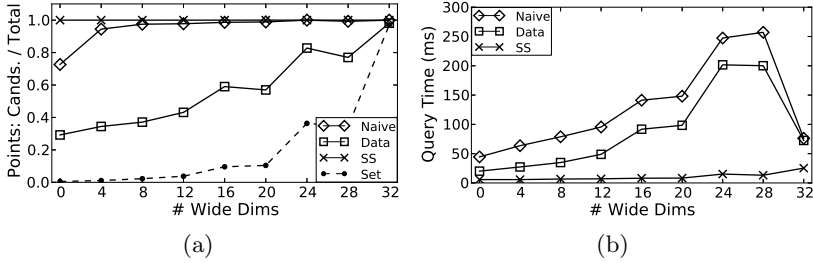 Points: Cands. / Total
1.0
0.8
0.6
0.4
0.2
0.0
0 4 8 12 16 20 24 28 32
# Wide Dims
Naive
Data
SS
Set
(a)
Query Time (ms)
300
250
200
150
100
50
0
0 4 8 12 16 20 24 28 32
# Wide Dims
Naive
Data
SS
(b)